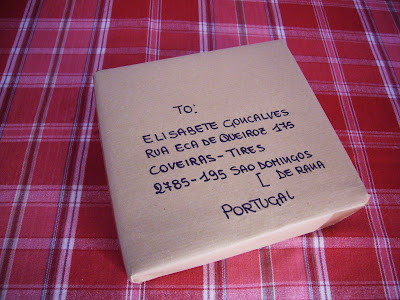 TO:
ELISABETE GONCALVES
RUA ECA DE QUEIROZ 175
COVEIRAS-TIRES
2785-195 SAO DOMINGOS
[ DE RANA
PORTUGAL